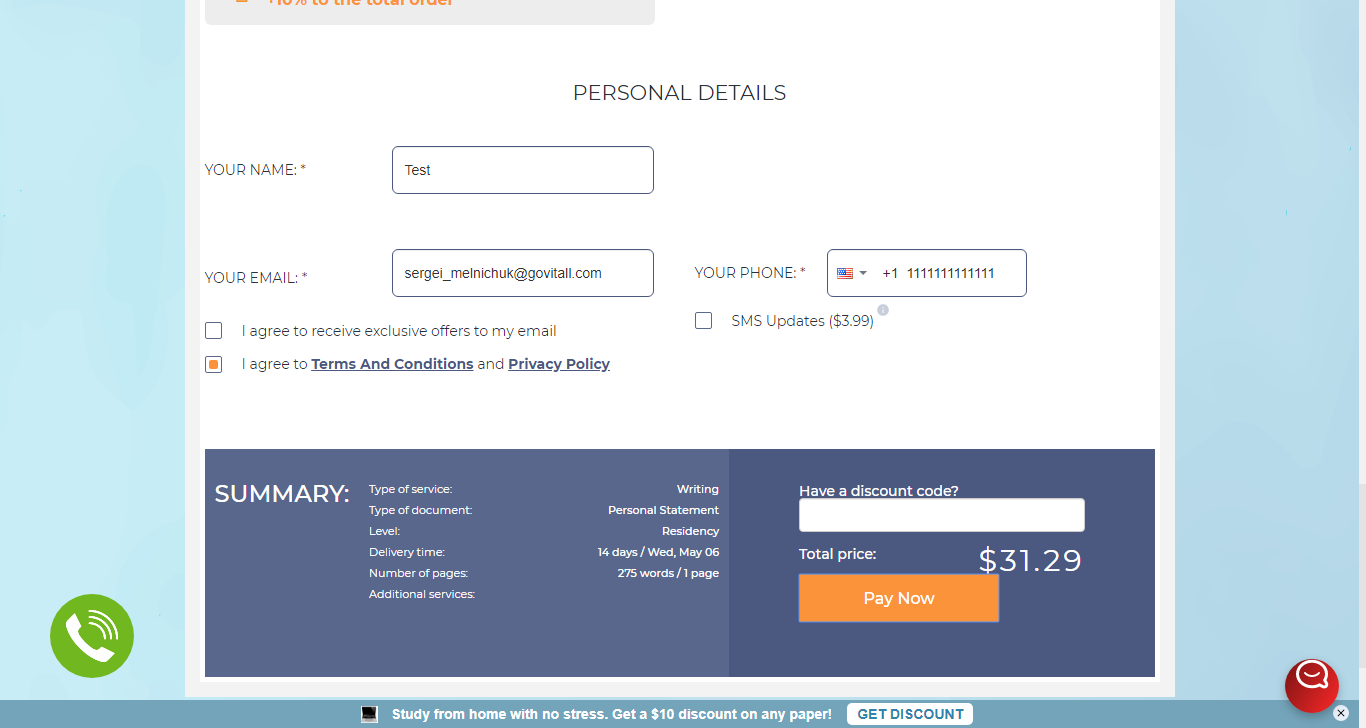 +10% to the total order
PERSONAL DETAILS
YOUR NAME: *
Test
YOUR EMAIL: *
sergei_melnichuk@govitall.com
YOUR PHONE: *
+1 1111111111111
I agree to receive exclusive offers to my email
SMS Updates ($3.99)
I agree to Terms And Conditions and Privacy Policy
SUMMARY:
Type of service: Writing
Type of document: Personal Statement
Level: Residency
Delivery time: 14 days / Wed, May 06
Number of pages: 275 words / 1 page
Additional services:
Have a discount code?
Total price: $31.29
Pay Now
Study from home with no stress. Get a $10 discount on any paper! GET DISCOUNT